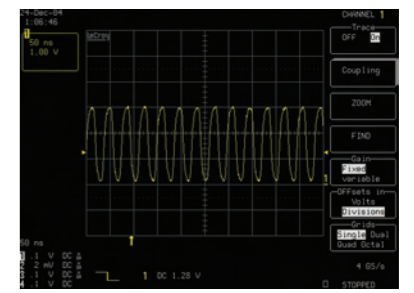 24-Dec-04
1:06:46
1
50 ns
1.00 V
LeCroy
CHANNEL 1
Trace
OFF On
Coupling
ZOOM
FIND
Gain
Fixed
variable
OFFsets in
Volts
Divisions
Grids
Single Dual
Quad Octal
1
50 ns
1 .1 V DC
2 2 mV DC
3 .1 V DC
4 .1 V DC
1 DC 1.28 V
4 GS/s
STOPPED